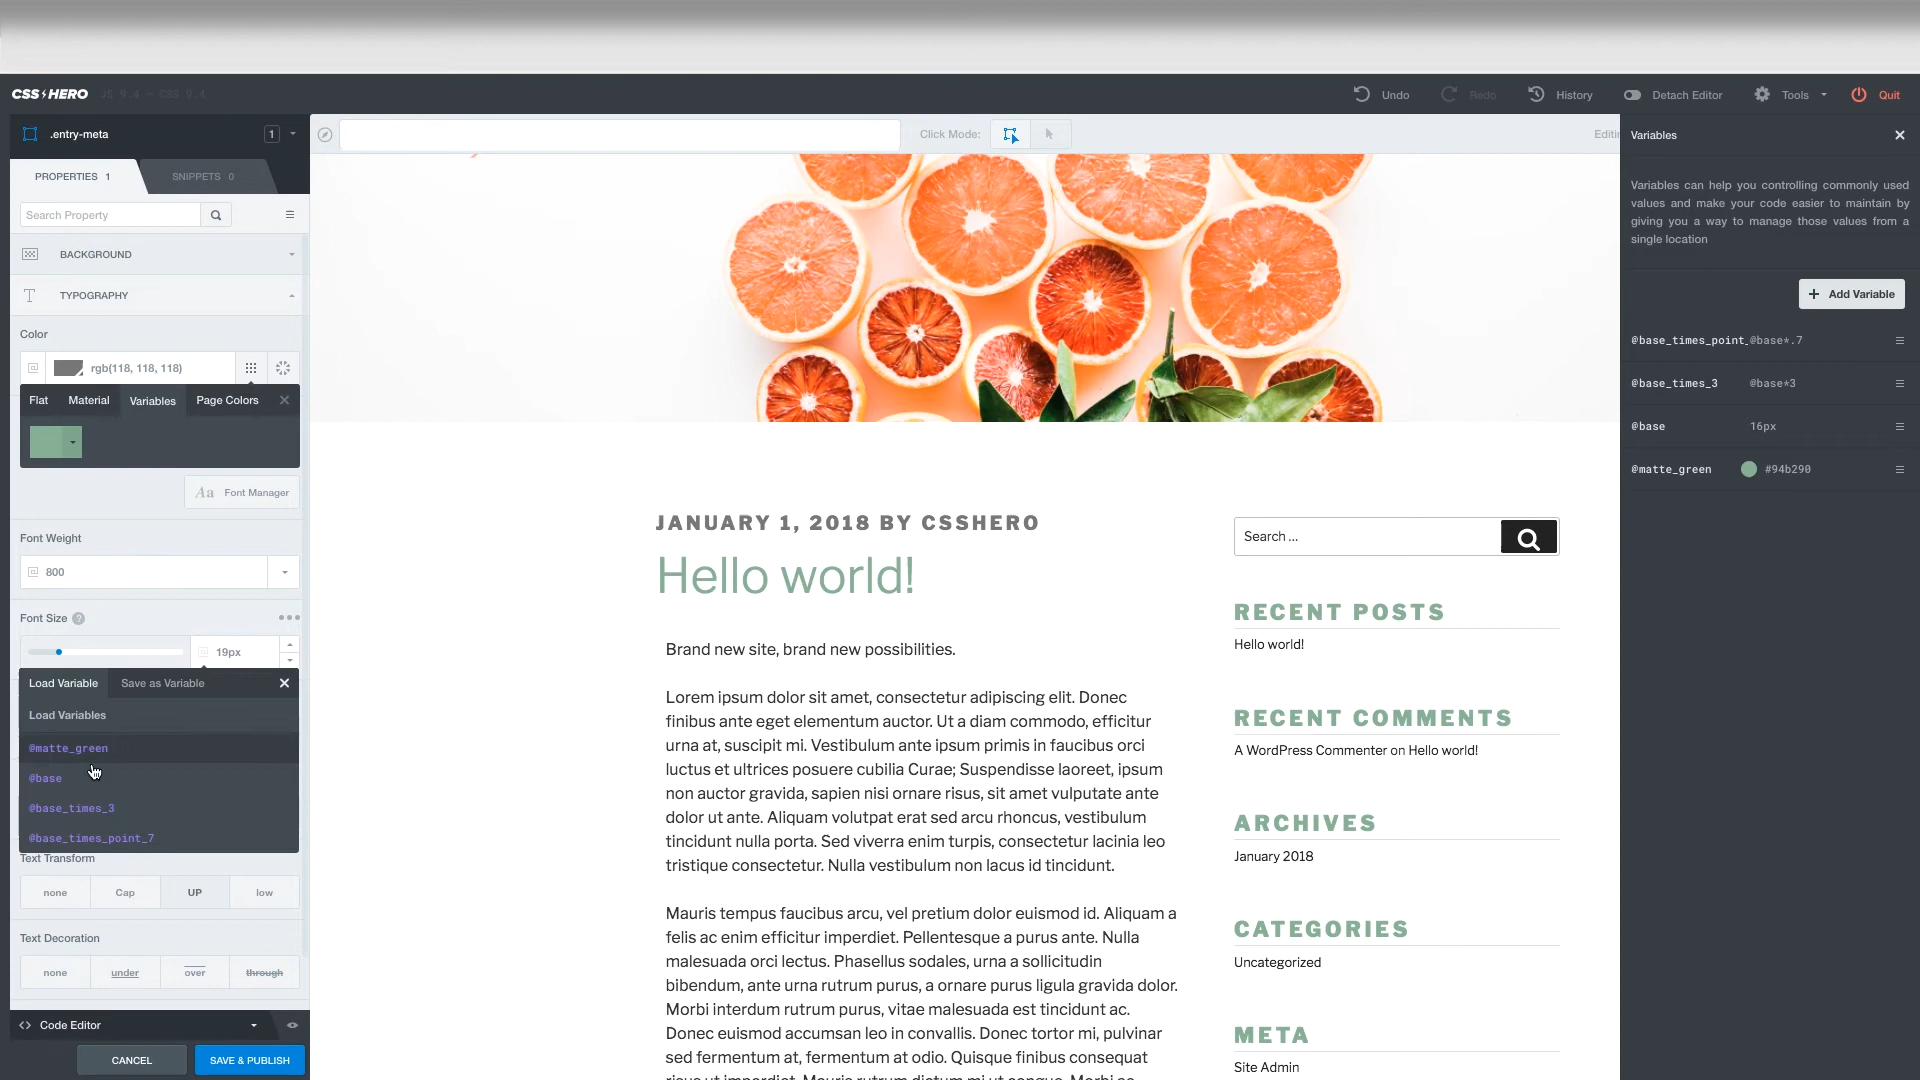 CSS HERO JS 9.4 – CSS 9.4
Undo
Redo
History
Detach Editor
Tools
Quit
.entry-meta
1
PROPERTIES 1
SNIPPETS 0
Search Property
BACKGROUND
TYPOGRAPHY
Color
rgb(118, 118, 118)
Flat
Material
Variables
Page Colors
Aa Font Manager
Font Weight
800
Font Size ?
19px
Load Variable
Save as Variable
Load Variables
@matte_green
@base
@base_times_3
@base_times_point_7
Text Transform
none
Cap
UP
low
Text Decoration
none
under
over
through
Code Editor
CANCEL
SAVE & PUBLISH
Click Mode:
JANUARY 1, 2018 BY CSSHERO
Hello world!
Brand new site, brand new possibilities.
Lorem ipsum dolor sit amet, consectetur adipiscing elit. Donec
finibus ante eget elementum auctor. Ut a diam commodo, efficitur
urna at, suscipit mi. Vestibulum ante ipsum primis in faucibus orci
luctus et ultrices posuere cubilia Curae; Suspendisse laoreet, ipsum
non auctor gravida, sapien nisi ornare risus, sit amet vulputate ante
dolor ut ante. Aliquam volutpat erat sed arcu rhoncus, vestibulum
tincidunt nulla porta. Sed viverra enim turpis, consectetur lacinia leo
tristique consectetur. Nulla vestibulum non lacus id tincidunt.
Mauris tempus faucibus arcu, vel pretium dolor euismod id. Aliquam a
felis ac enim efficitur imperdiet. Pellentesque a purus ante. Nulla
malesuada orci lectus. Phasellus sodales, urna a sollicitudin
bibendum, ante urna rutrum purus, a ornare purus ligula gravida dolor.
Morbi interdum rutrum purus, vitae malesuada est tincidunt ac.
Donec euismod accumsan leo in convallis. Donec tortor mi, pulvinar
sed fermentum at, fermentum at odio. Quisque finibus consequat
Search ...
RECENT POSTS
Hello world!
RECENT COMMENTS
A WordPress Commenter on Hello world!
ARCHIVES
January 2018
CATEGORIES
Uncategorized
META
Site Admin
Editin
Variables
Variables can help you controlling commonly used
values and make your code easier to maintain by
giving you a way to manage those values from a
single location
+ Add Variable
@base_times_point_ @base*.7
@base_times_3 @base*3
@base 16px
@matte_green #94b290